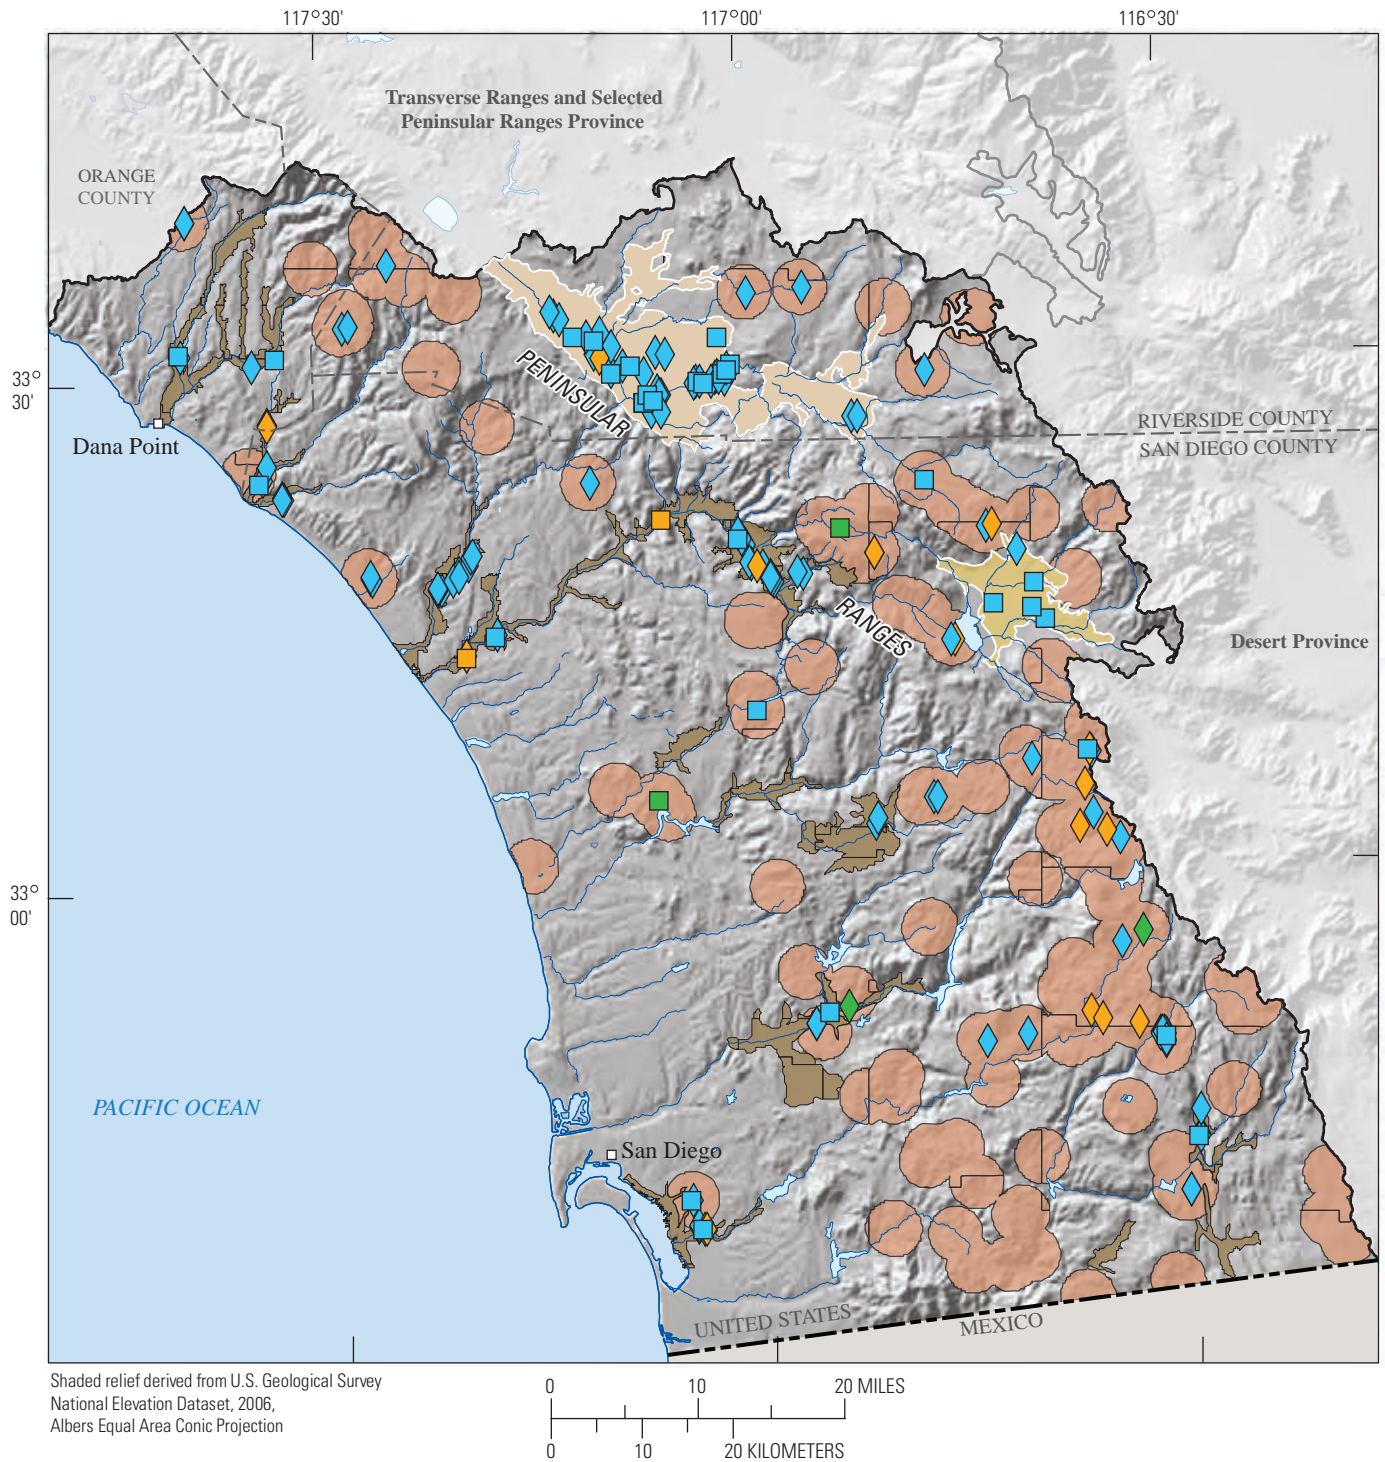 117°30'
117°00'
116°30'
Transverse Ranges and Selected
Peninsular Ranges Province
ORANGE
COUNTY
PENINSULAR
33°
30'
Dana Point
RIVERSIDE COUNTY
SAN DIEGO COUNTY
RANGES
Desert Province
33°
00'
PACIFIC OCEAN
San Diego
UNITED STATES
MEXICO
Shaded relief derived from U.S. Geological Survey
National Elevation Dataset, 2006,
Albers Equal Area Conic Projection
0 10 20 MILES
0 10 20 KILOMETERS